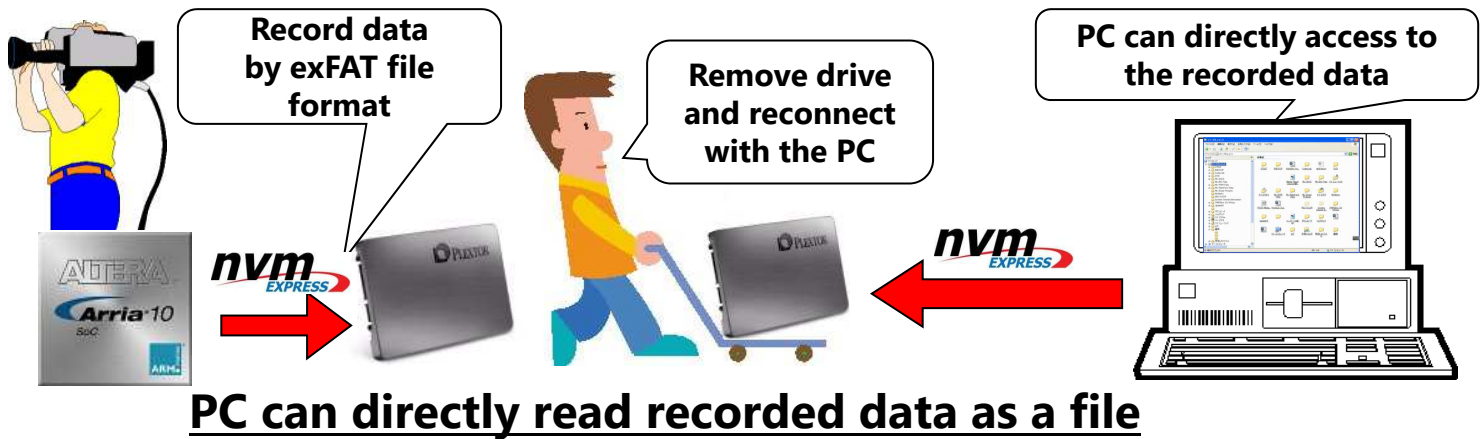 Record data
by exFAT file
format
Remove drive
and reconnect
with the PC
PC can directly access to
the recorded data
ALTERA
Arria 10
SoC
ARM
nvm
EXPRESS
PLEXTOR
PLEXTOR
nvm
EXPRESS
PC can directly read recorded data as a file